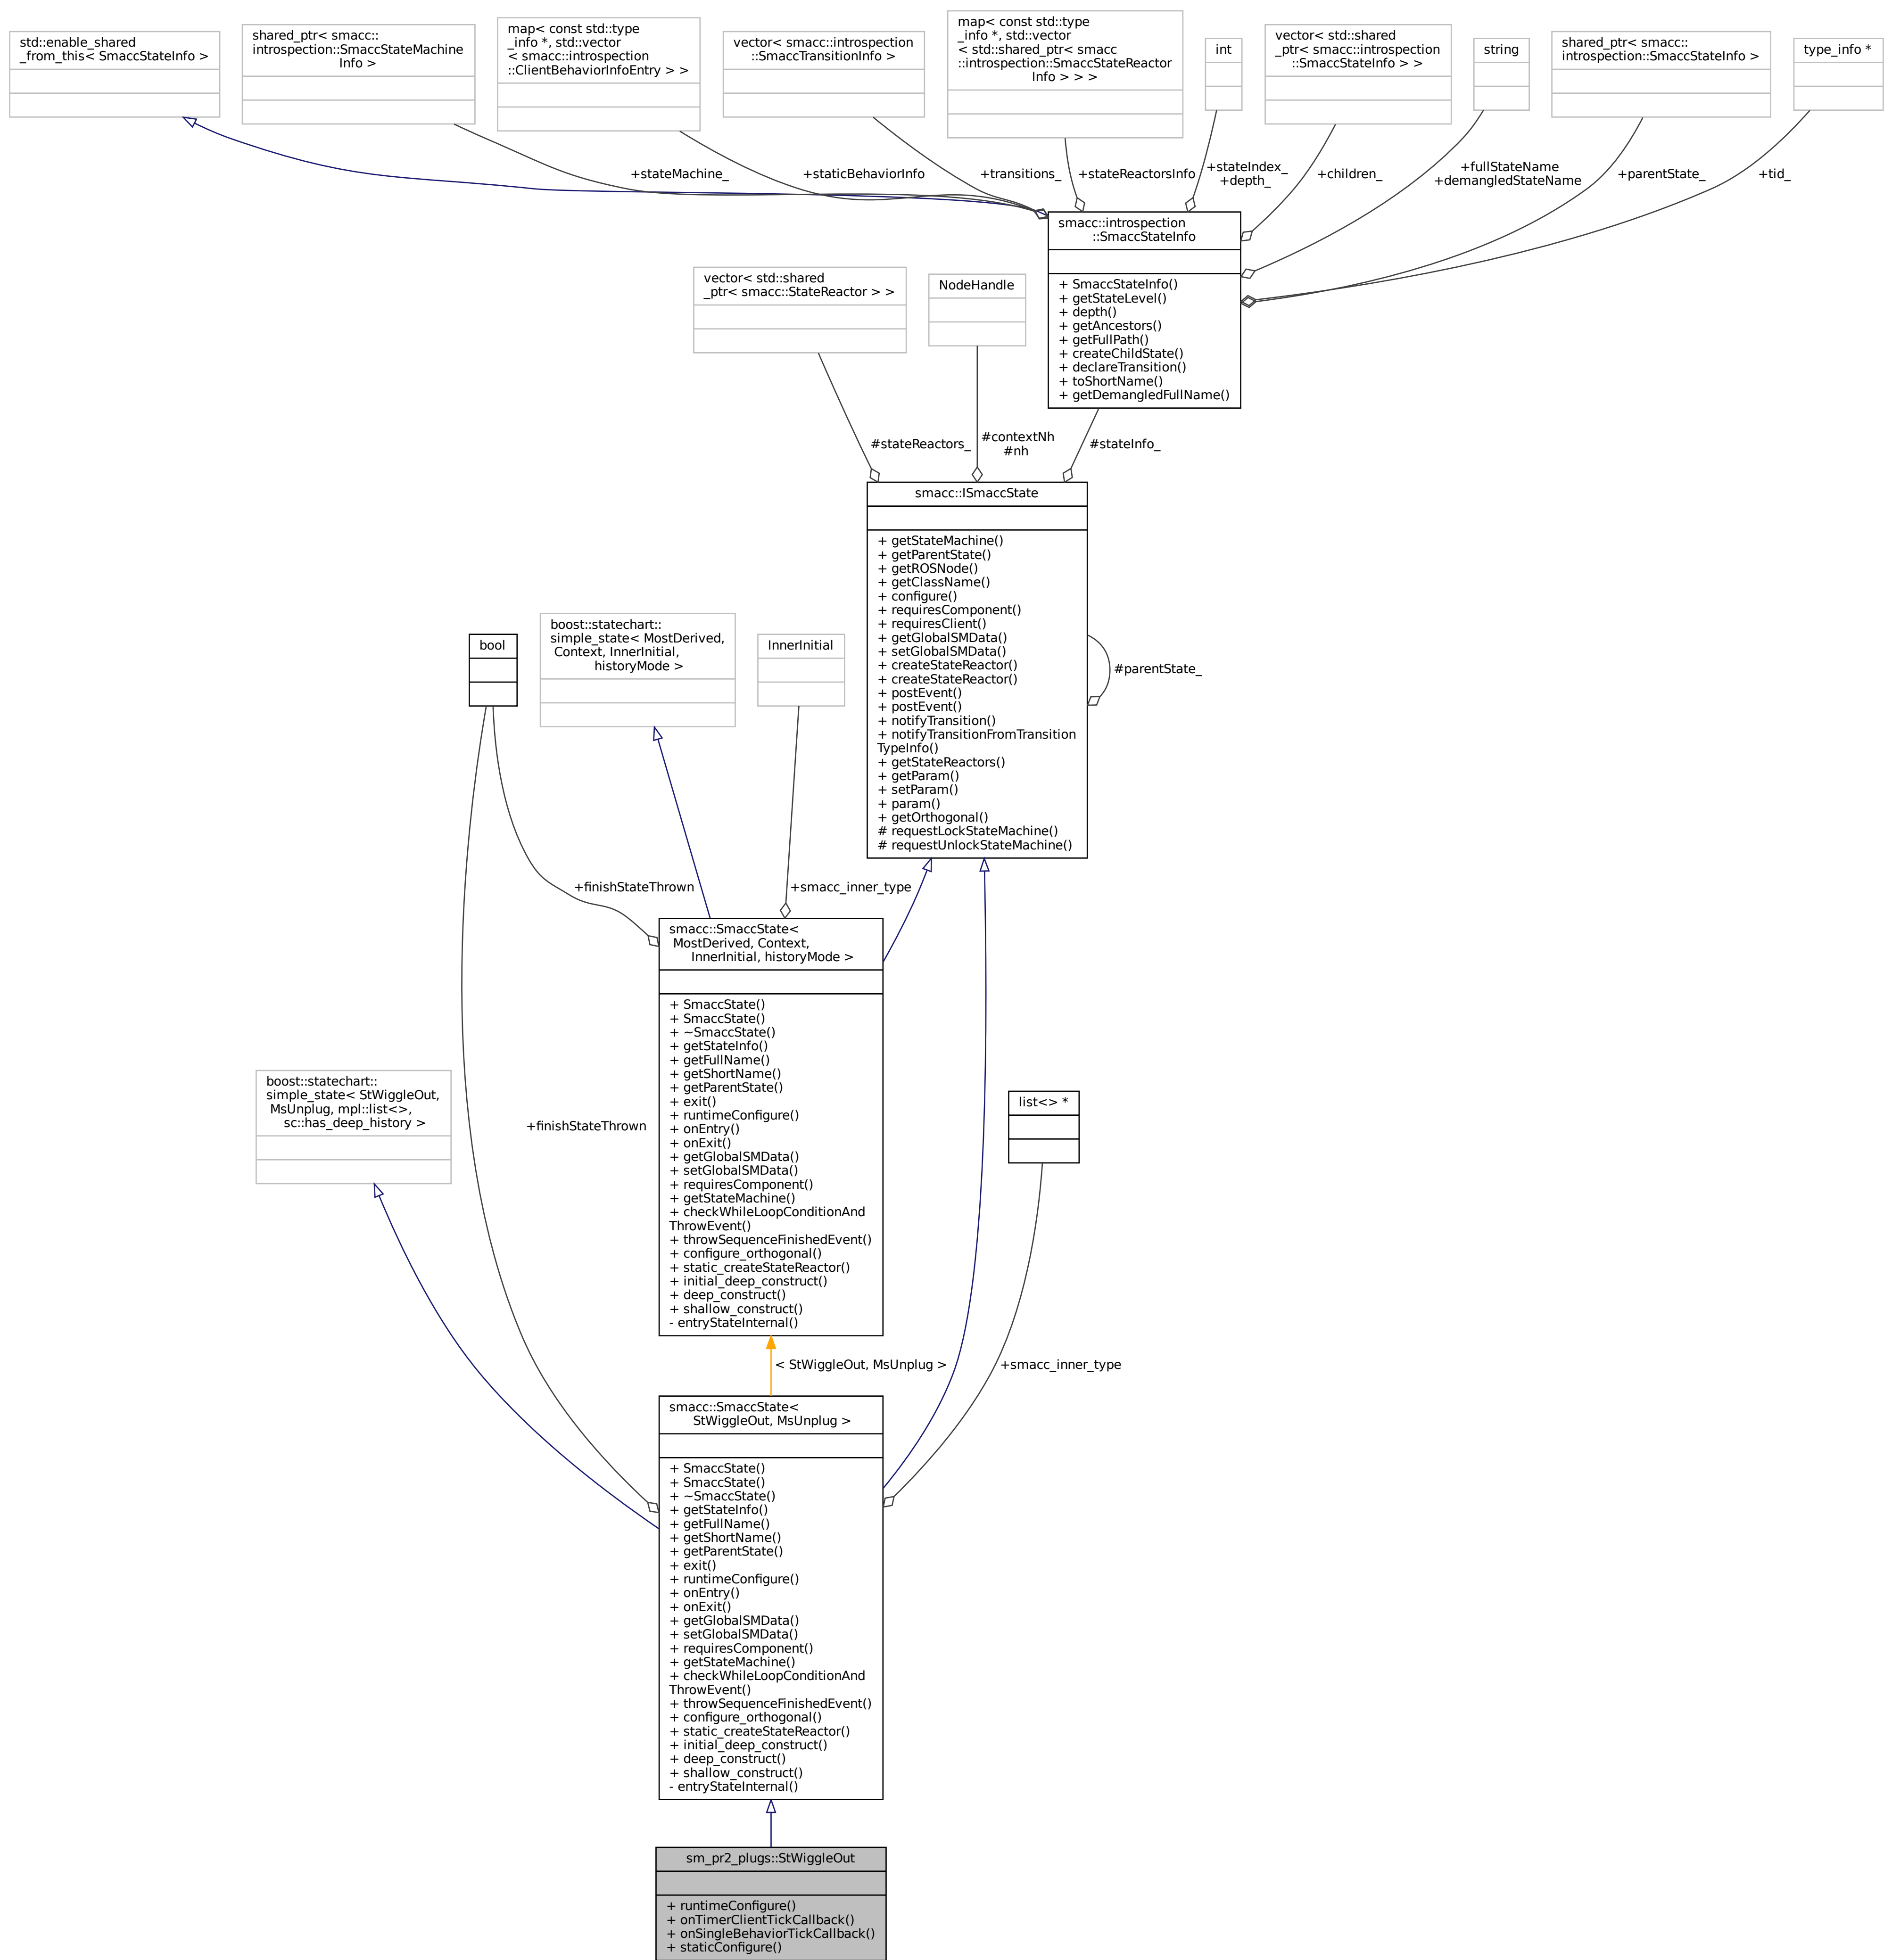 std::enable_shared
_from_this< SmaccStateInfo >
shared_ptr< smacc::
introspection::SmaccStateMachine
Info >
map< const std::type
_info *, std::vector
< smacc::introspection
::ClientBehaviorInfoEntry > >
vector< smacc::introspection
::SmaccTransitionInfo >
map< const std::type
_info *, std::vector
< std::shared_ptr< smacc
::introspection::SmaccStateReactor
Info > > >
int
vector< std::shared
_ptr< smacc::introspection
::SmaccStateInfo > >
string
shared_ptr< smacc::
introspection::SmaccStateInfo >
type_info *
+stateMachine_
+staticBehaviorInfo
+transitions_
+stateReactorsInfo
+stateIndex_
+depth_
+children_
+fullStateName
+demangledStateName
+parentState_
+tid_
smacc::introspection
::SmaccStateInfo
+ SmaccStateInfo()
+ getStateLevel()
+ depth()
+ getAncestors()
+ getFullPath()
+ createChildState()
+ declareTransition()
+ toShortName()
+ getDemangledFullName()
vector< std::shared
_ptr< smacc::StateReactor > >
NodeHandle
#stateReactors_
#contextNh
#nh
#stateInfo_
smacc::ISmaccState
+ getStateMachine()
+ getParentState()
+ getROSNode()
+ getClassName()
+ configure()
+ requiresComponent()
+ requiresClient()
+ getGlobalSMData()
+ setGlobalSMData()
+ createStateReactor()
+ createStateReactor()
+ postEvent()
+ postEvent()
+ notifyTransition()
+ notifyTransitionFromTransition
TypeInfo()
+ getStateReactors()
+ getParam()
+ setParam()
+ param()
+ getOrthogonal()
# requestLockStateMachine()
# requestUnlockStateMachine()
#parentState_
bool
boost::statechart::
simple_state< MostDerived,
Context, InnerInitial,
historyMode >
InnerInitial
+finishStateThrown
+smacc_inner_type
smacc::SmaccState<
MostDerived, Context,
InnerInitial, historyMode >
+ SmaccState()
+ SmaccState()
+ ~SmaccState()
+ getStateInfo()
+ getFullName()
+ getShortName()
+ getParentState()
+ exit()
+ runtimeConfigure()
+ onEntry()
+ onExit()
+ getGlobalSMData()
+ setGlobalSMData()
+ requiresComponent()
+ getStateMachine()
+ checkWhileLoopConditionAnd
ThrowEvent()
+ throwSequenceFinishedEvent()
+ configure_orthogonal()
+ static_createStateReactor()
+ initial_deep_construct()
+ deep_construct()
+ shallow_construct()
- entryStateInternal()
boost::statechart::
simple_state< StWiggleOut,
MsUnplug, mpl::list<>,
sc::has_deep_history >
+finishStateThrown
list<> *
< StWiggleOut, MsUnplug >
+smacc_inner_type
smacc::SmaccState<
StWiggleOut, MsUnplug >
+ SmaccState()
+ SmaccState()
+ ~SmaccState()
+ getStateInfo()
+ getFullName()
+ getShortName()
+ getParentState()
+ exit()
+ runtimeConfigure()
+ onEntry()
+ onExit()
+ getGlobalSMData()
+ setGlobalSMData()
+ requiresComponent()
+ getStateMachine()
+ checkWhileLoopConditionAnd
ThrowEvent()
+ throwSequenceFinishedEvent()
+ configure_orthogonal()
+ static_createStateReactor()
+ initial_deep_construct()
+ deep_construct()
+ shallow_construct()
- entryStateInternal()
sm_pr2_plugs::StWiggleOut
+ runtimeConfigure()
+ onTimerClientTickCallback()
+ onSingleBehaviorTickCallback()
+ staticConfigure()